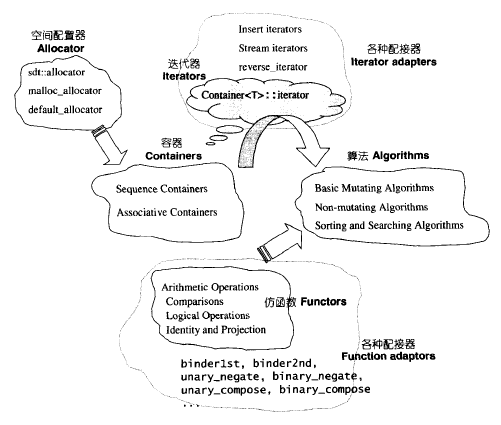 空间配置器
Allocator
sdt::allocator
malloc_allocator
default_allocator
迭代器
Iterators
Insert iterators
Stream iterators
reverse_iterator
Container<T>::iterator
各种配接器
Iterator adapters
容器
Containers
Sequence Containers
Associative Containers
算法 Algorithms
Basic Mutating Algorithms
Non-mutating Algorithms
Sorting and Searching Algorithms
Arithmetic Operations
Comparisons
Logical Operations
Identity and Projection
仿函数 Functors
各种配接器
Function adaptors
binder1st, binder2nd,
unary_negate, binary_negate,
unary_compose, binary_compose
...